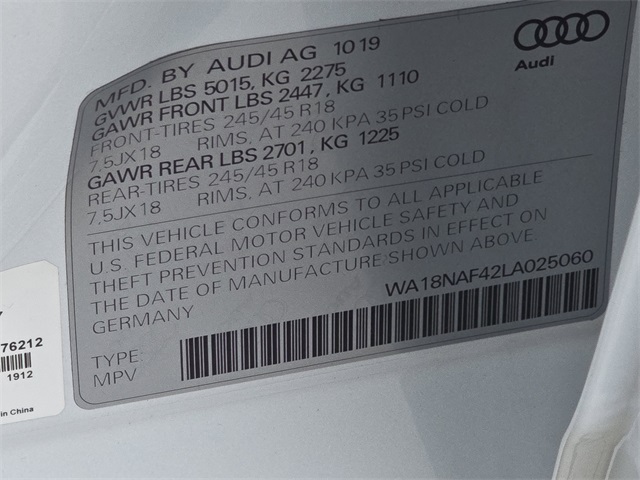 MFD. BY AUDI AG 1019
GVWR LBS 5015, KG 2275
GAWR FRONT LBS 2447, KG 1110
FRONT-TIRES 245/45 R18
7.5JX18 RIMS, AT 240 KPA 35 PSI COLD
GAWR REAR LBS 2701, KG 1225
REAR-TIRES 245/45 R18
7.5JX18 RIMS, AT 240 KPA 35 PSI COLD
Audi
THIS VEHICLE CONFORMS TO ALL APPLICABLE
U.S. FEDERAL MOTOR VEHICLE SAFETY AND
THEFT PREVENTION STANDARDS IN EFFECT ON
THE DATE OF MANUFACTURE SHOWN ABOVE
GERMANY
WA18NAF42LA025060
TYPE:
MPV
76212
1912
in China